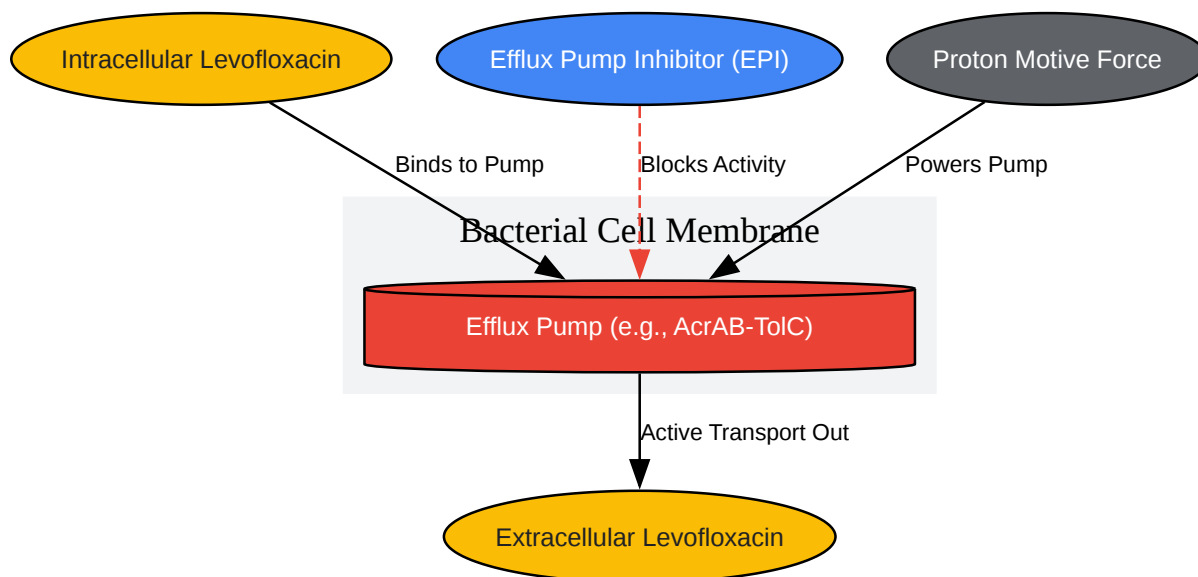 Intracellular Levofloxacin
Efflux Pump Inhibitor (EPI)
Proton Motive Force
Binds to Pump
Blocks Activity
Powers Pump
Bacterial Cell Membrane
Efflux Pump (e.g., AcrAB-TolC)
Active Transport Out
Extracellular Levofloxacin